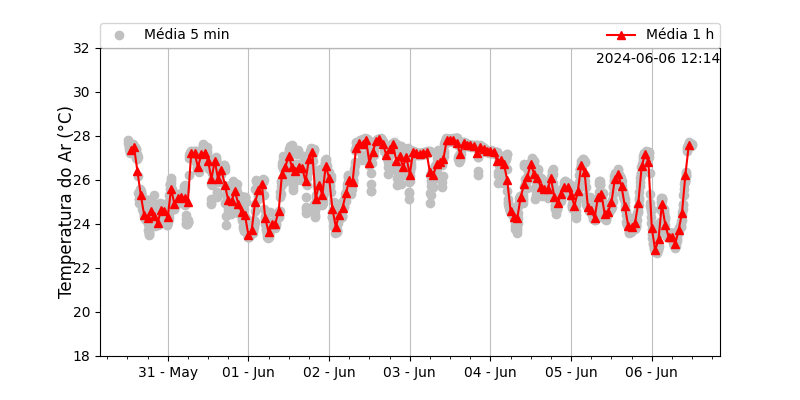 Média 5 min
Média 1 h
2024-06-06 12:14
Temperatura do Ar (°C)
32
30
28
26
24
22
20
18
31 - May
01 - Jun
02 - Jun
03 - Jun
04 - Jun
05 - Jun
06 - Jun